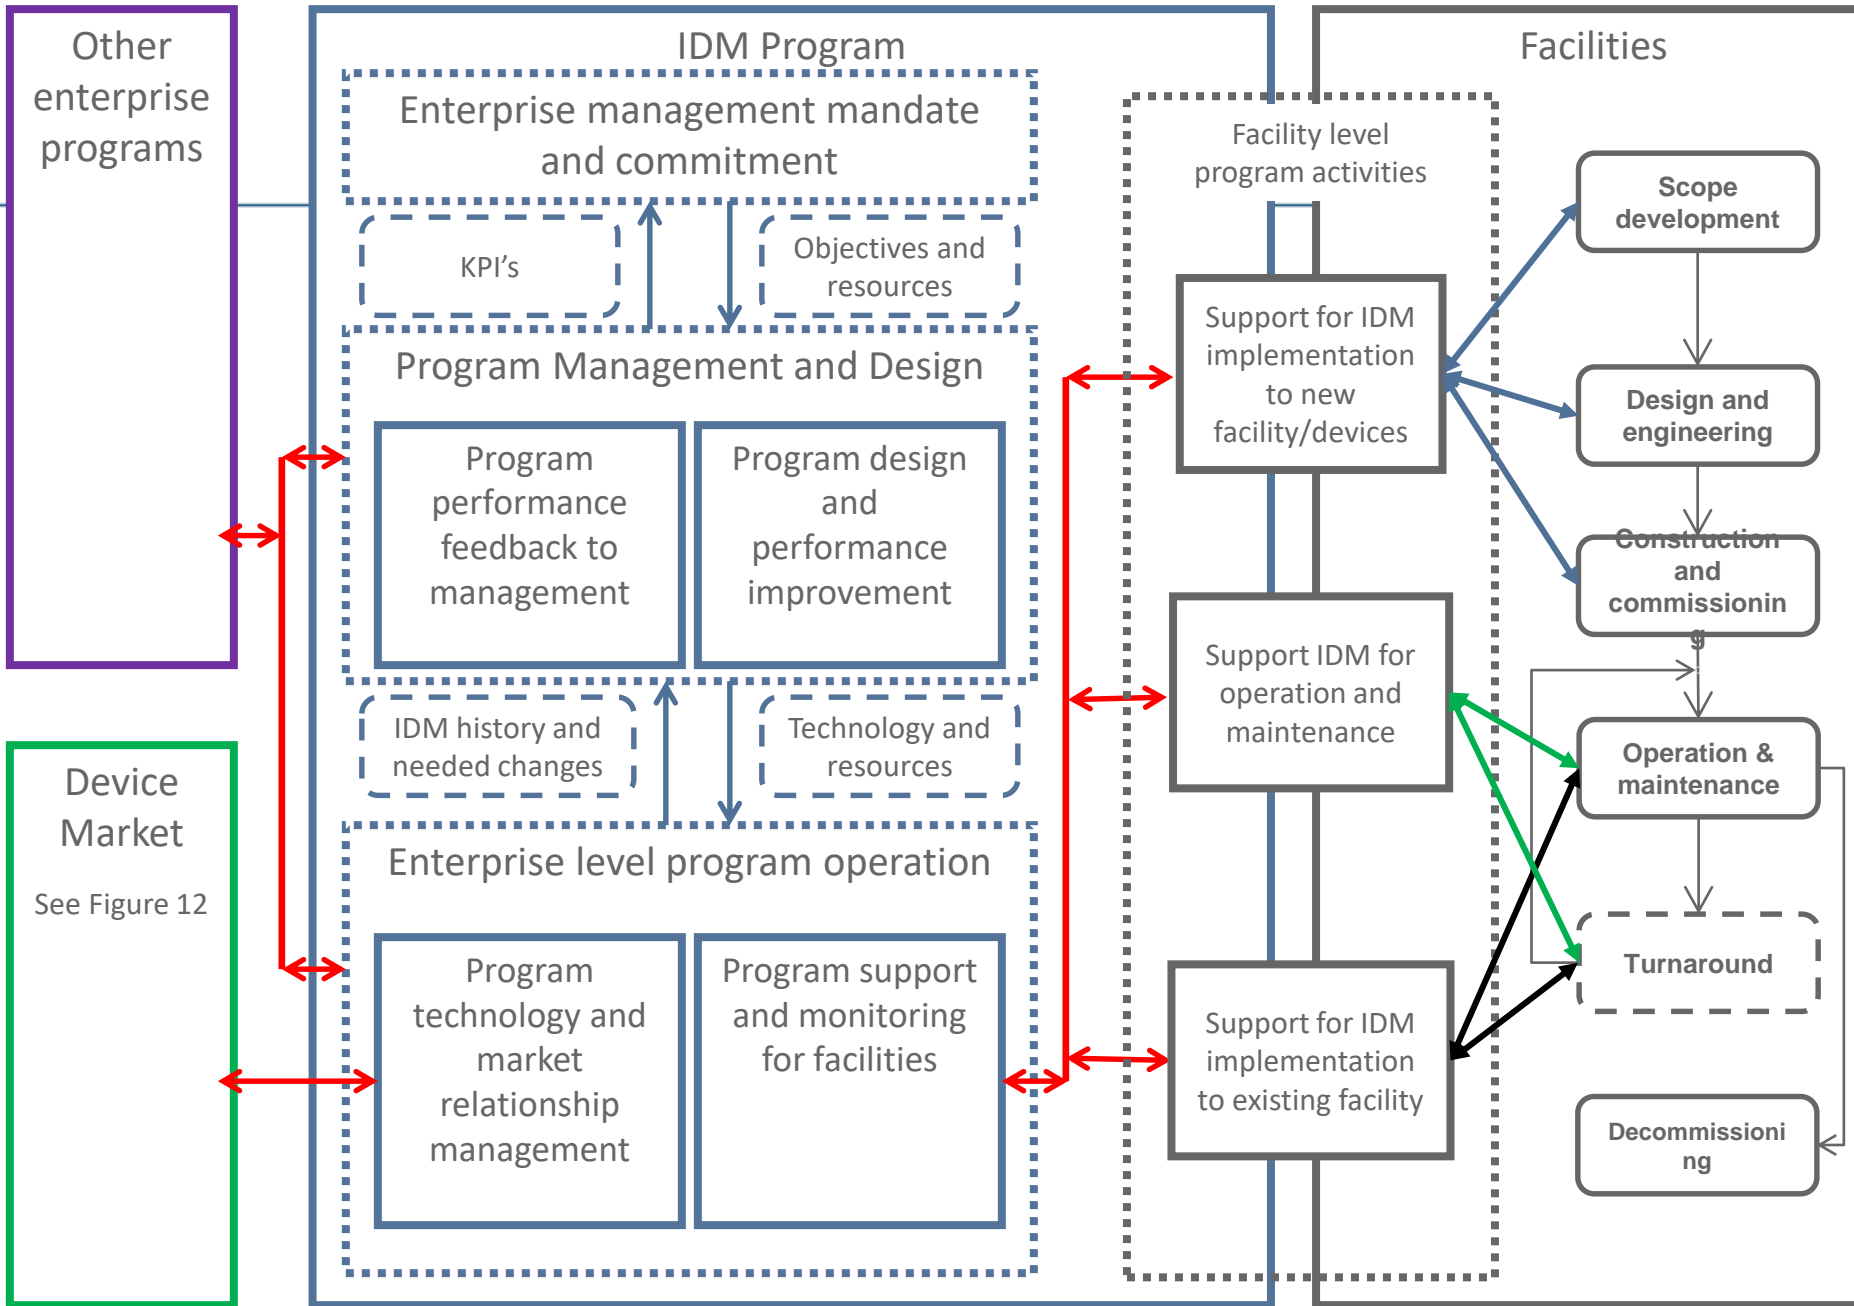 Other
enterprise
programs
IDM Program
Facilities
Enterprise management mandate
and commitment
Facility level
program activities
KPI's
Objectives and
resources
Program Management and Design
Program
performance
feedback to
management
Program design
and
performance
improvement
IDM history and
needed changes
Technology and
resources
Device
Market
See Figure 12
Enterprise level program operation
Program
technology and
market
relationship
management
Program support
and monitoring
for facilities
Support for IDM
implementation
to new
facility/devices
Support IDM for
operation and
maintenance
Support for IDM
implementation
to existing facility
Scope
development
Design and
engineering
Construction
and
commissionin
g
Operation &
maintenance
Turnaround
Decommissioni
ng